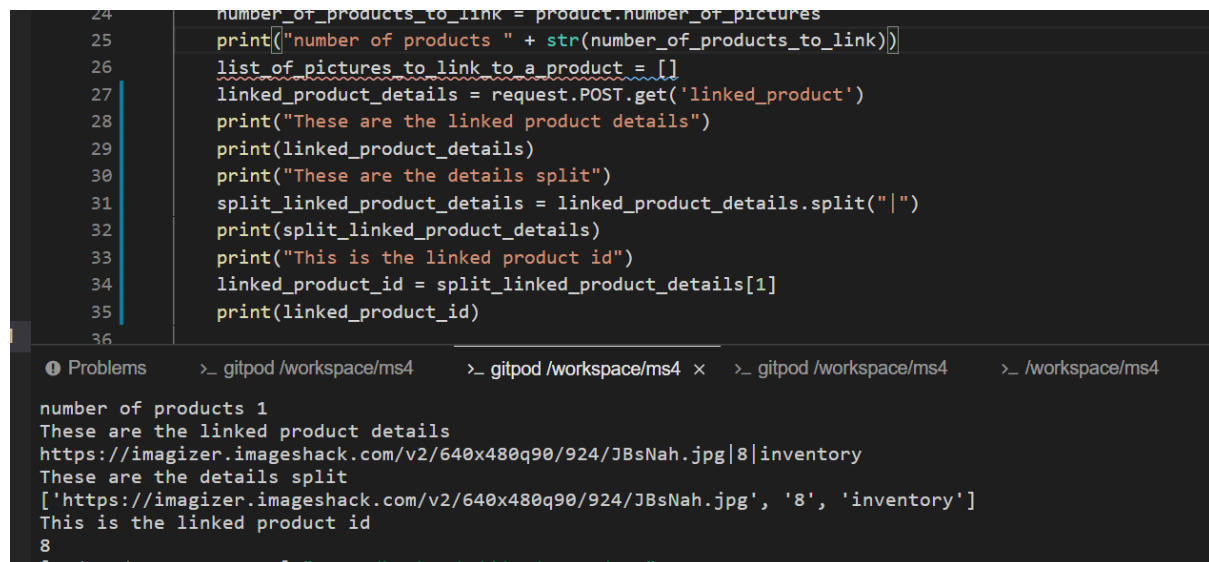 24 number_of_products_to_link = product.number_of_pictures
25 print("number of products " + str(number_of_products_to_link))
26 list_of_pictures_to_link_to_a_product = []
27 linked_product_details = request.POST.get('linked_product')
28 print("These are the linked product details")
29 print(linked_product_details)
30 print("These are the details split")
31 split_linked_product_details = linked_product_details.split("|")
32 print(split_linked_product_details)
33 print("This is the linked product id")
34 linked_product_id = split_linked_product_details[1]
35 print(linked_product_id)
36
Problems >_ gitpod /workspace/ms4 >_ gitpod /workspace/ms4 × >_ gitpod /workspace/ms4 >_ /workspace/ms4
number of products 1
These are the linked product details
https://imagizer.imageshack.com/v2/640x480q90/924/JBsNah.jpg|8|inventory
These are the details split
['https://imagizer.imageshack.com/v2/640x480q90/924/JBsNah.jpg', '8', 'inventory']
This is the linked product id
8